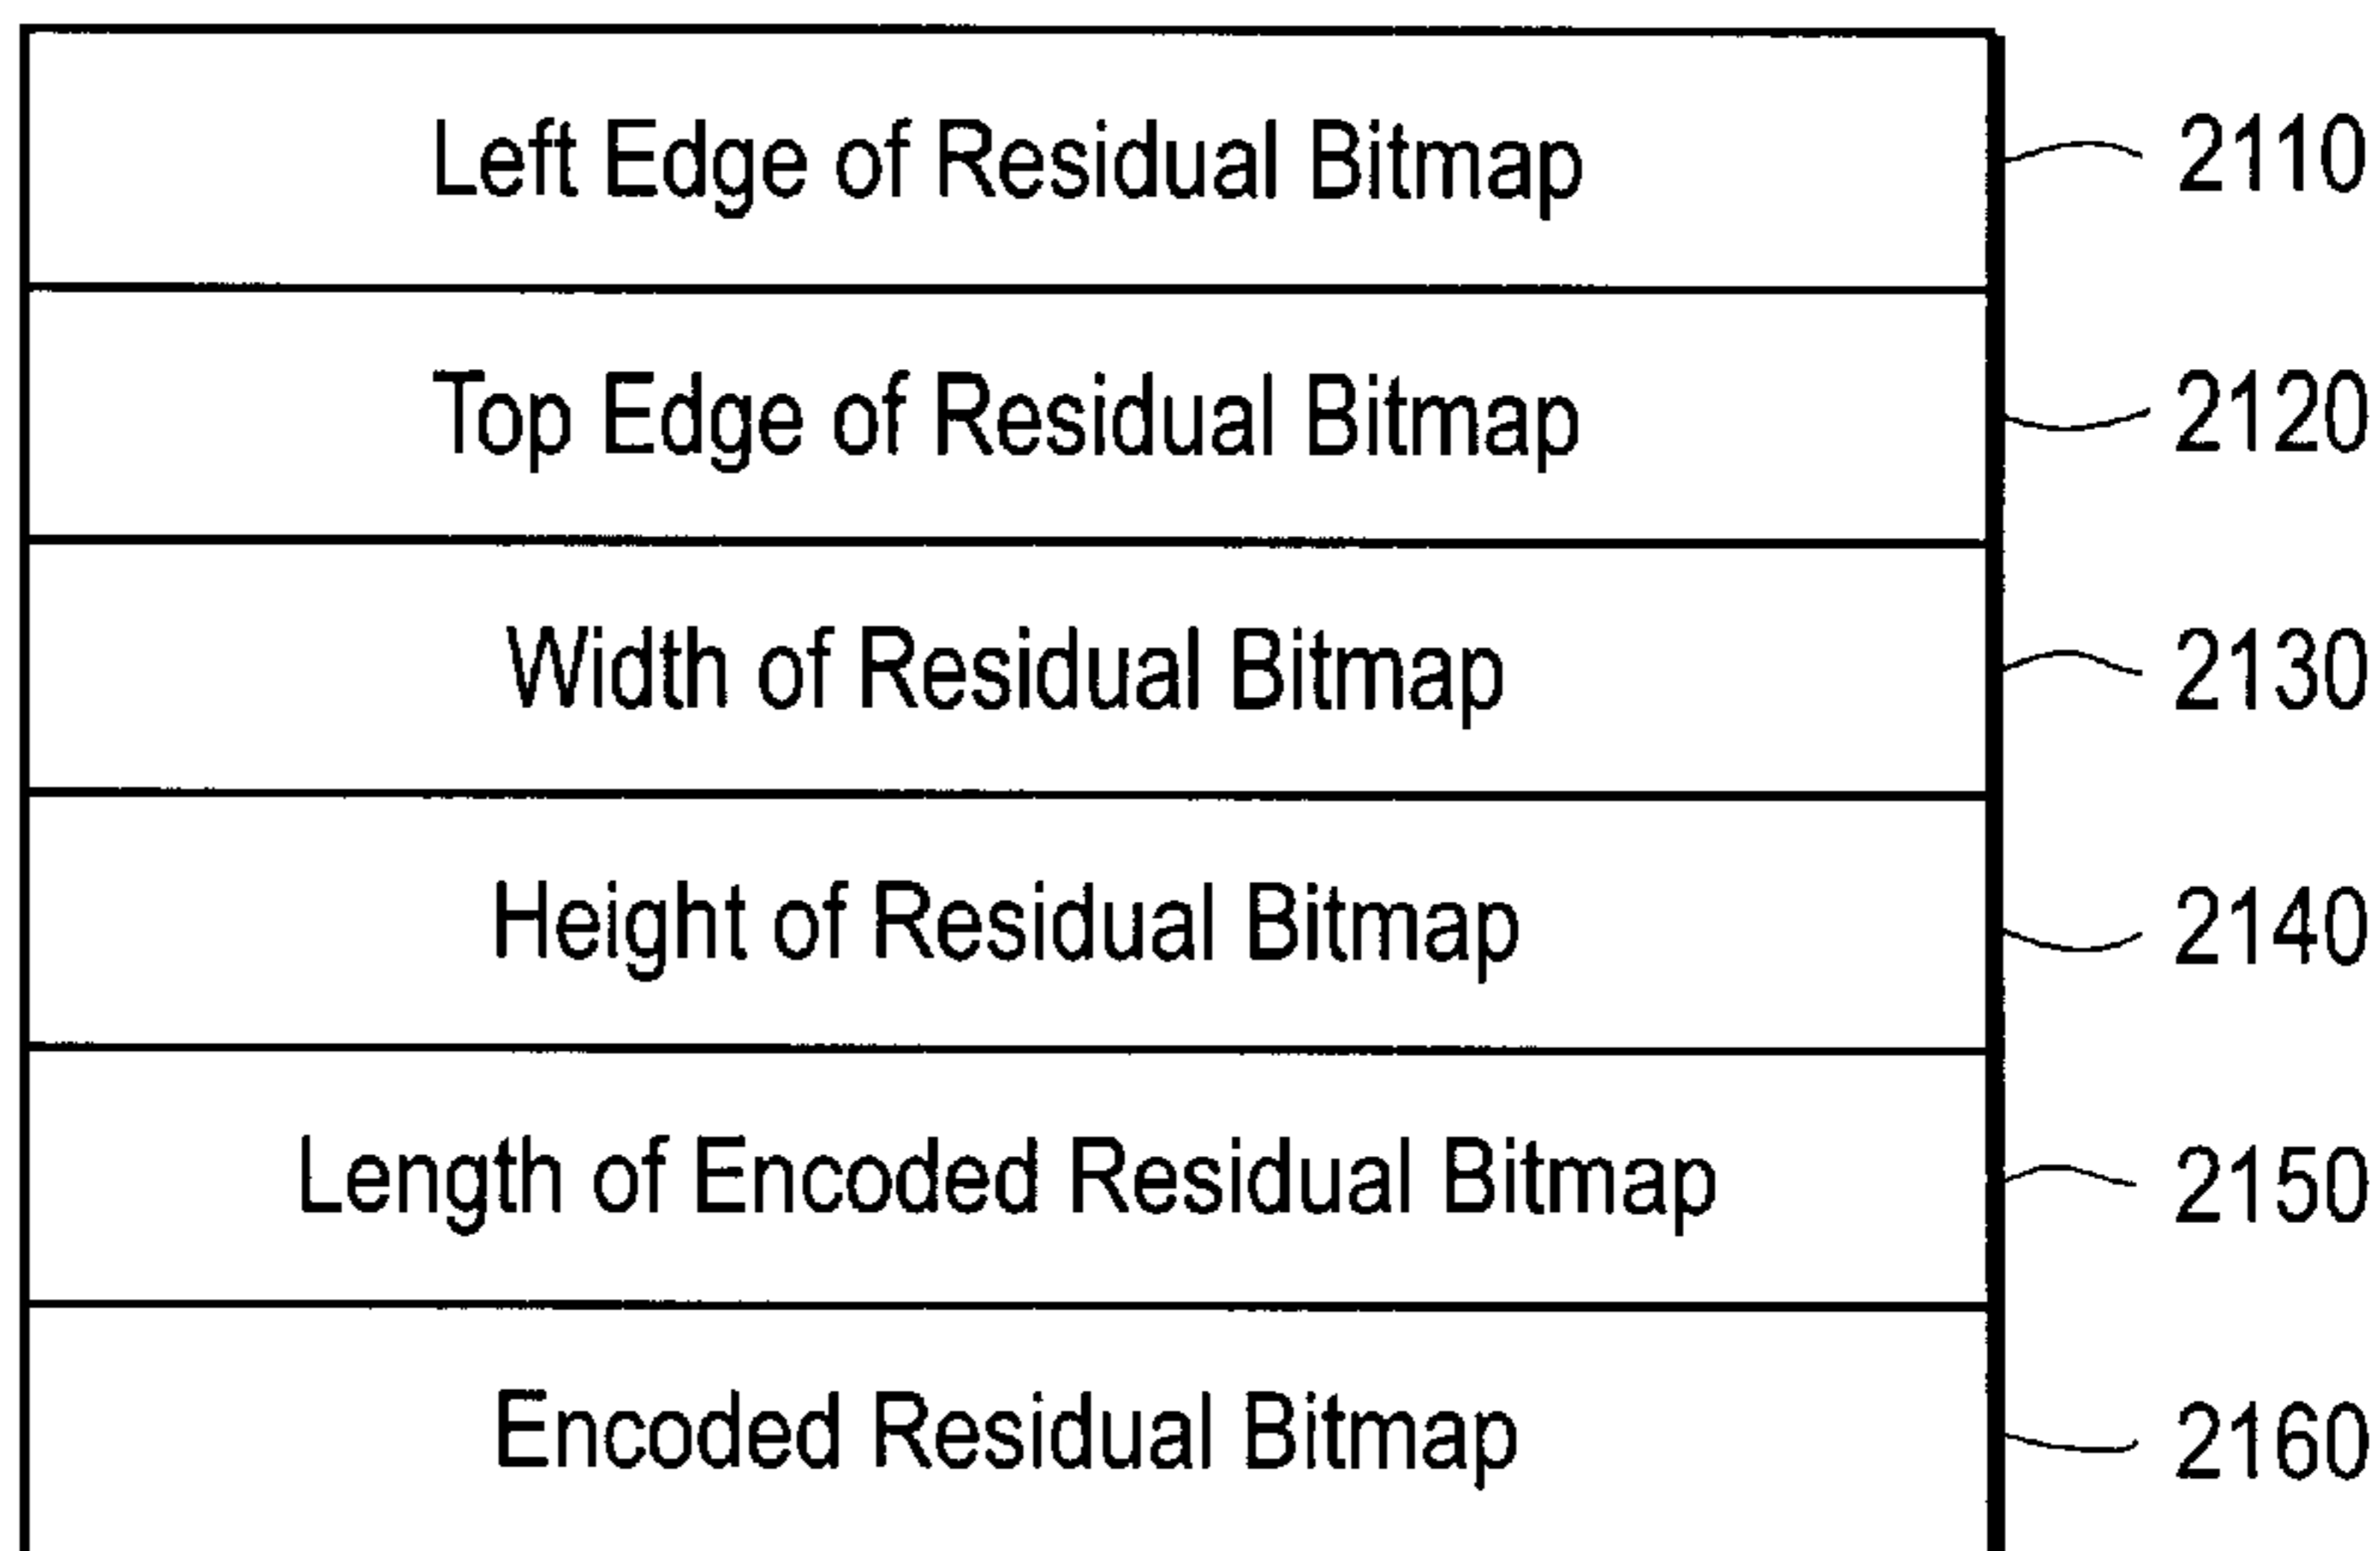 Left Edge of Residual Bitmap 2110
Top Edge of Residual Bitmap 2120
Width of Residual Bitmap 2130
Height of Residual Bitmap 2140
Length of Encoded Residual Bitmap 2150
Encoded Residual Bitmap 2160